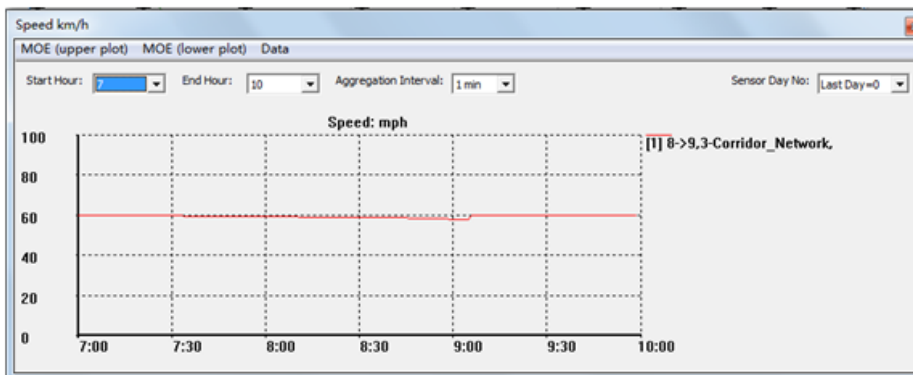 Speed km/h
MOE (upper plot) MOE (lower plot) Data
Start Hour: 7 End Hour: 10 Aggregation Interval: 1 min Sensor Day No: Last Day=0
Speed: mph
100
[1] 8->9,3-Corridor_Network,
80
60
40
20
0
7:00 7:30 8:00 8:30 9:00 9:30 10:00